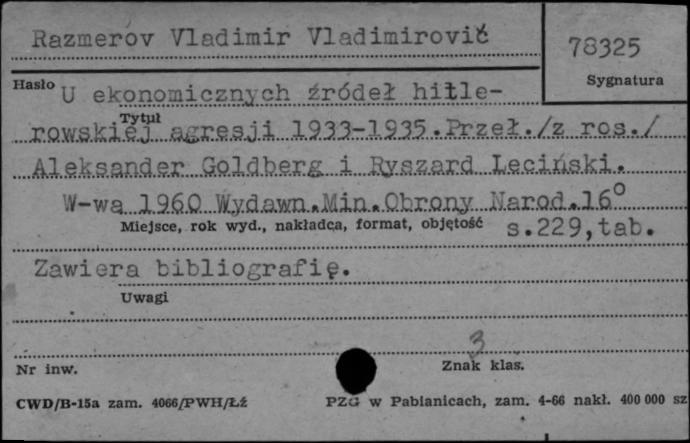 Razmerov Vladimir Vladimirović
78325
Hasło
Sygnatura
U ekonomicznych źródeł hitle-
Tytuł
rowskiej agresji 1933-1935.Przeł./z ros./
Aleksander Goldberg i Ryszard Leciński.
W-wa 1960 Wydawn.Min.Obrony Narod.16°
Miejsce, rok wyd., nakładca, format, objętość
s.229,tab.
Zawiera bibliografię.
Uwagi
3
Nr inw.
Znak klas.
CWD/B-15a zam. 4066/PWH/Łź
PZG w Pabianicach, zam. 4-66 nakł. 400 000 sz